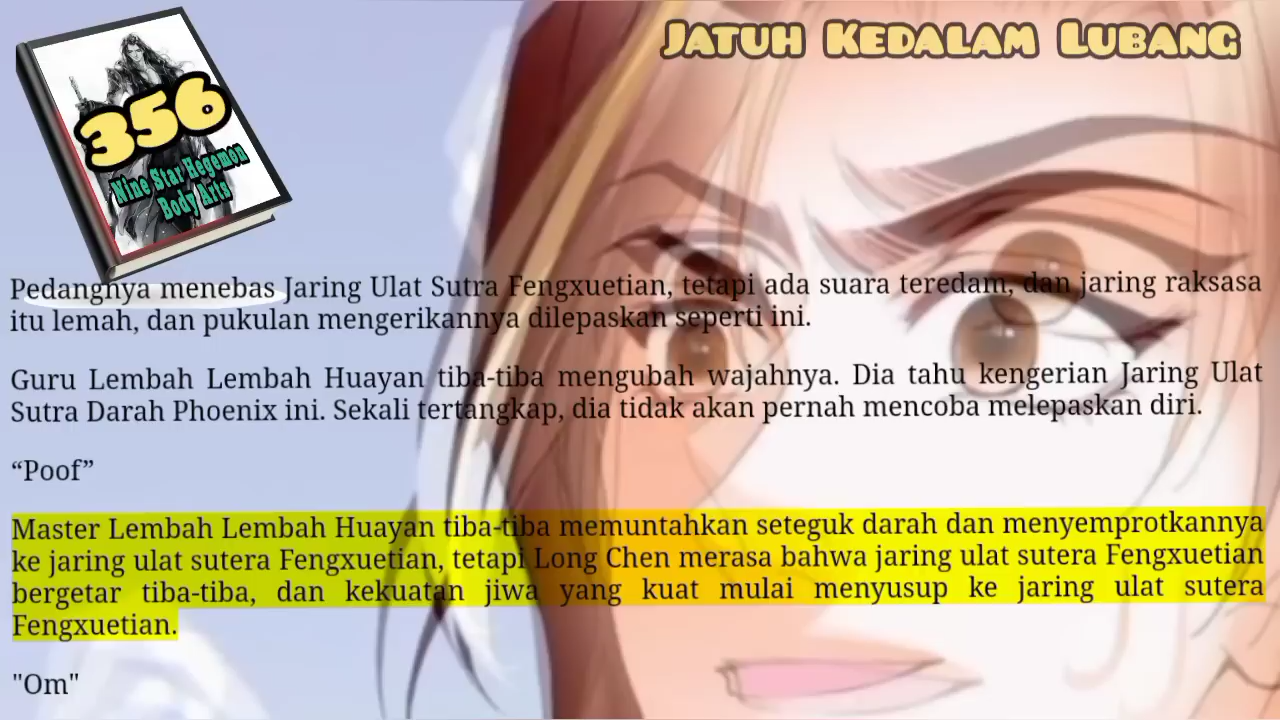 Jatuh Kedalam Lubang
356
Nine Star Hegemon
Body Arts
Pedangnya menebas Jaring Ulat Sutra Fengxuetian, tetapi ada suara teredam, dan jaring raksasa
itu lemah, dan pukulan mengerikannya dilepaskan seperti ini.
Guru Lembah Lembah Huayan tiba-tiba mengubah wajahnya. Dia tahu kengerian Jaring Ulat
Sutra Darah Phoenix ini. Sekali tertangkap, dia tidak akan pernah mencoba melepaskan diri.
“Poof”
Master Lembah Lembah Huayan tiba-tiba memuntahkan seteguk darah dan menyemprotkannya
ke jaring ulat sutera Fengxuetian, tetapi Long Chen merasa bahwa jaring ulat sutera Fengxuetian
bergetar tiba-tiba, dan kekuatan jiwa yang kuat mulai menyusup ke jaring ulat sutera
Fengxuetian.
"Om"